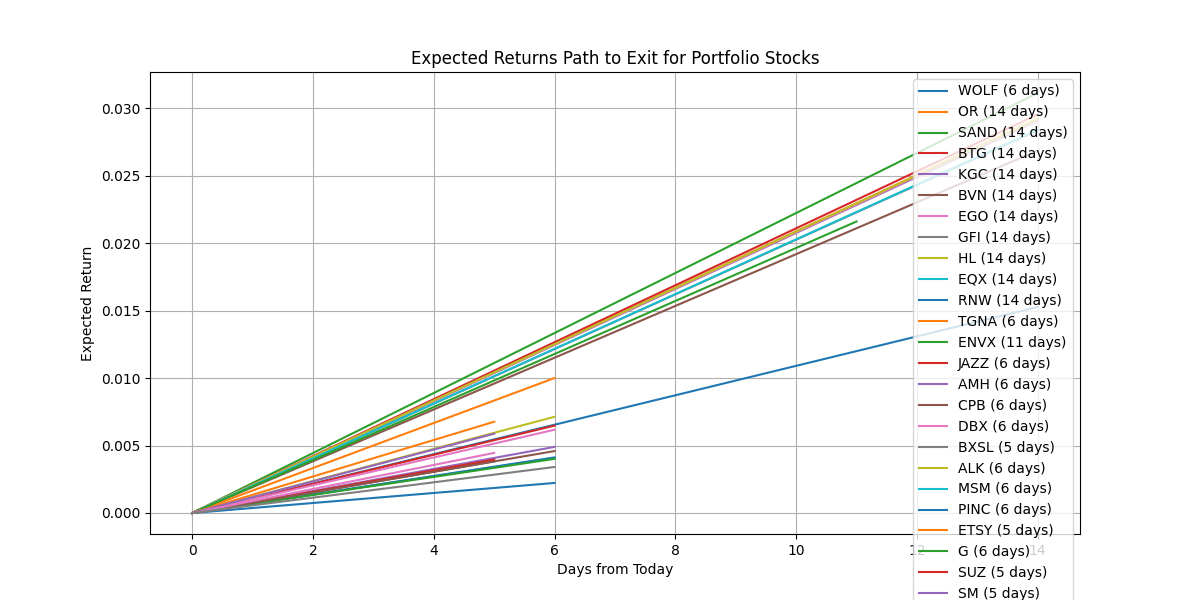 Expected Returns Path to Exit for Portfolio Stocks
Expected Return
0.030
0.025
0.020
0.015
0.010
0.005
0.000
0 2 4 6 8 10 12 14
Days from Today
WOLF (6 days)
OR (14 days)
SAND (14 days)
BTG (14 days)
KGC (14 days)
BVN (14 days)
EGO (14 days)
GFI (14 days)
HL (14 days)
EQX (14 days)
RNW (14 days)
TGNA (6 days)
ENVX (11 days)
JAZZ (6 days)
AMH (6 days)
CPB (6 days)
DBX (6 days)
BXSL (5 days)
ALK (6 days)
MSM (6 days)
PINC (6 days)
ETSY (5 days)
G (6 days)
SUZ (5 days)
SM (5 days)